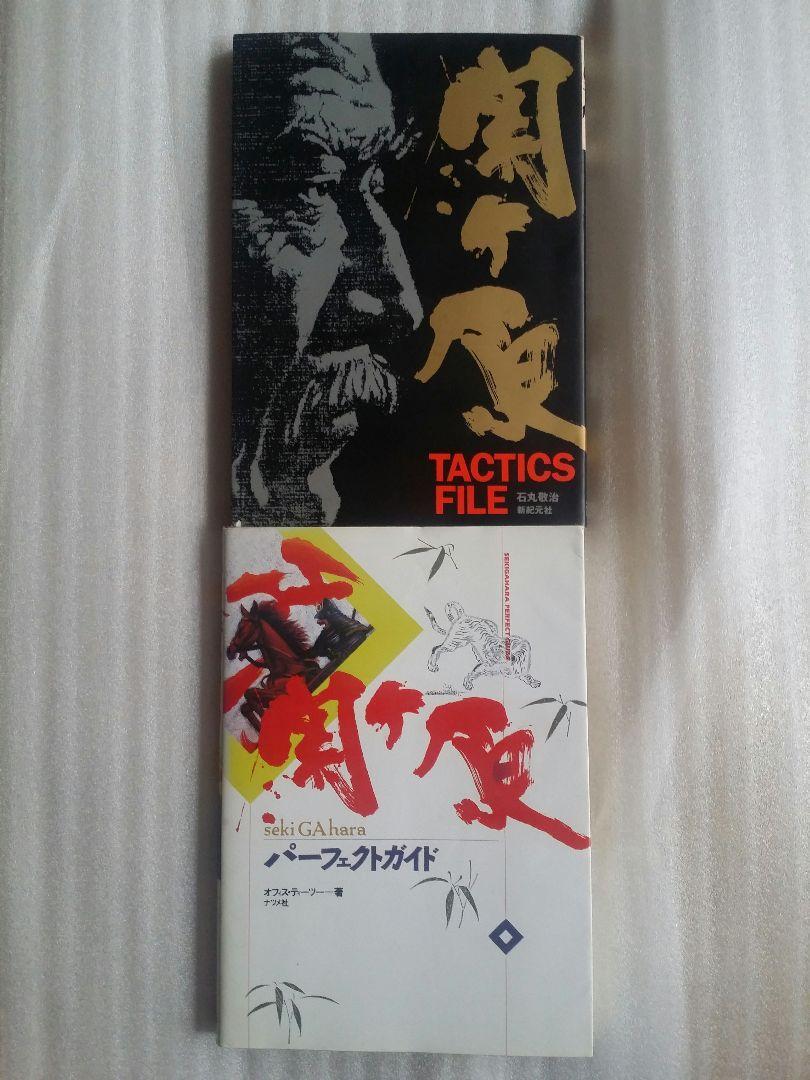 関ヶ原
TACTICS
FILE
石丸敬治
新紀元社
SEKIGAHARA PERFECT GUIDE
関ヶ原
seki GA hara
パーフェクトガイド
オフィス・ティーツー─著
ナツメ社